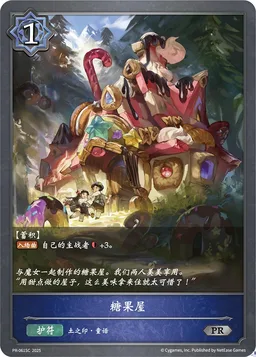 1
【蓄积】
入场曲 自己的主战者 +3。
与魔女一起制作的糖果屋。我们两人美美享用。
“用甜点做的屋子，这么美味拿来住就太可惜了！”
糖果屋
护符 土之印·童话
PR
PR-061SC 2025
© Cygames, Inc. Published by NetEase Games